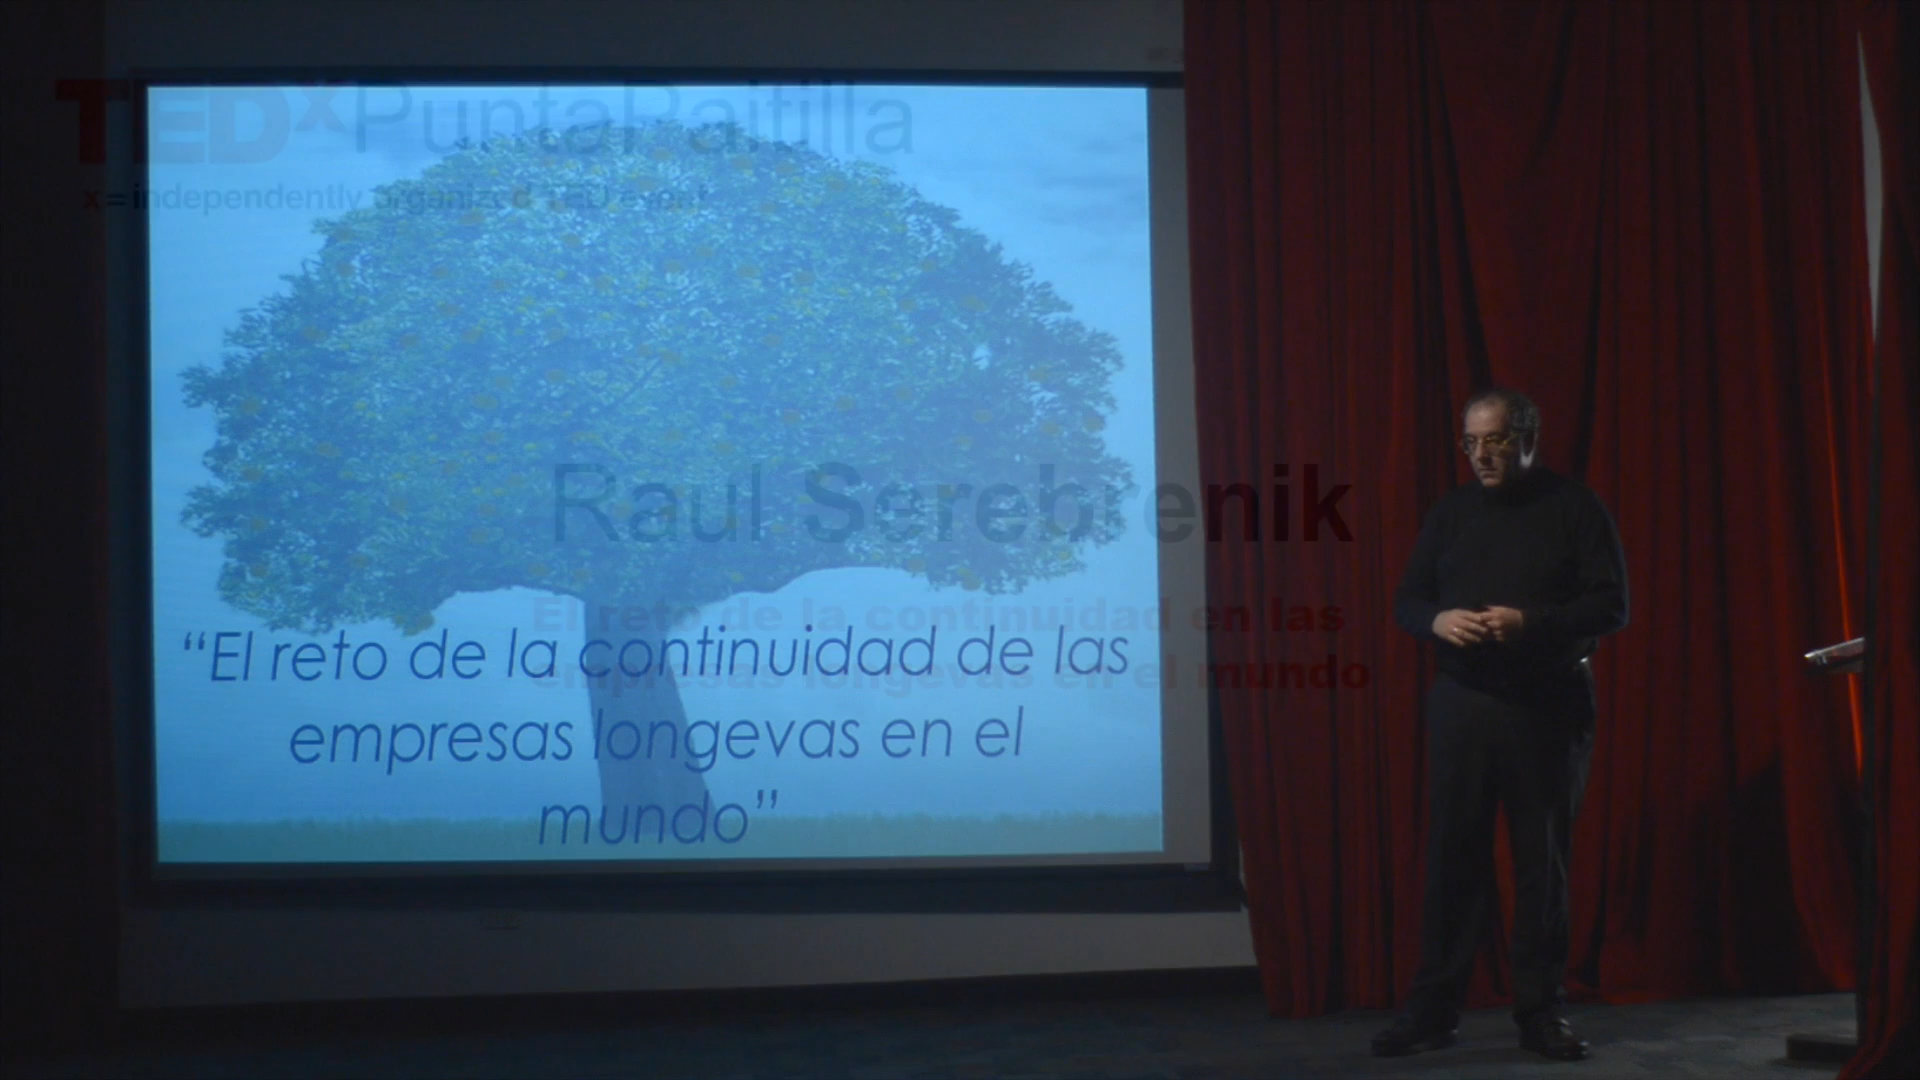 TEDxPuntaPaitilla
x = independently organized TED event
Raul Serebrenik
El reto de la continuidad en las
empresas longevas en el mundo
“El reto de la continuidad de las
empresas longevas en el
mundo”